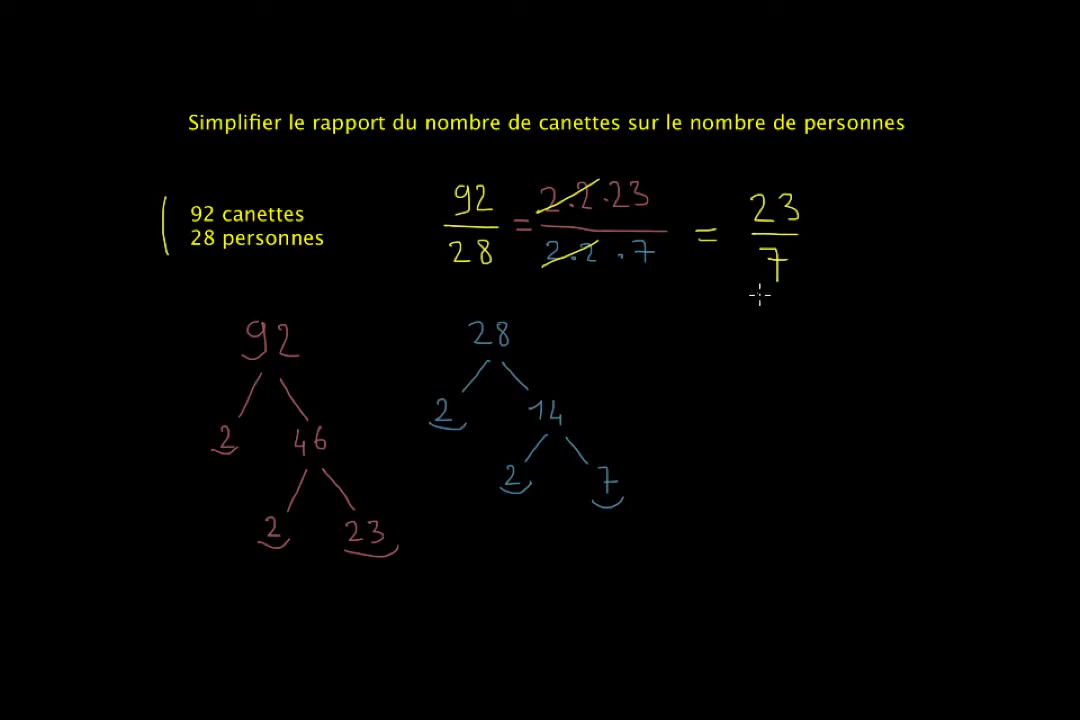 Simplifier le rapport du nombre de canettes sur le nombre de personnes
92 canettes
28 personnes
92/28 = 2.2.23/2.2.7 = 23/7
92
2 46
2 23
28
2 14
2 7